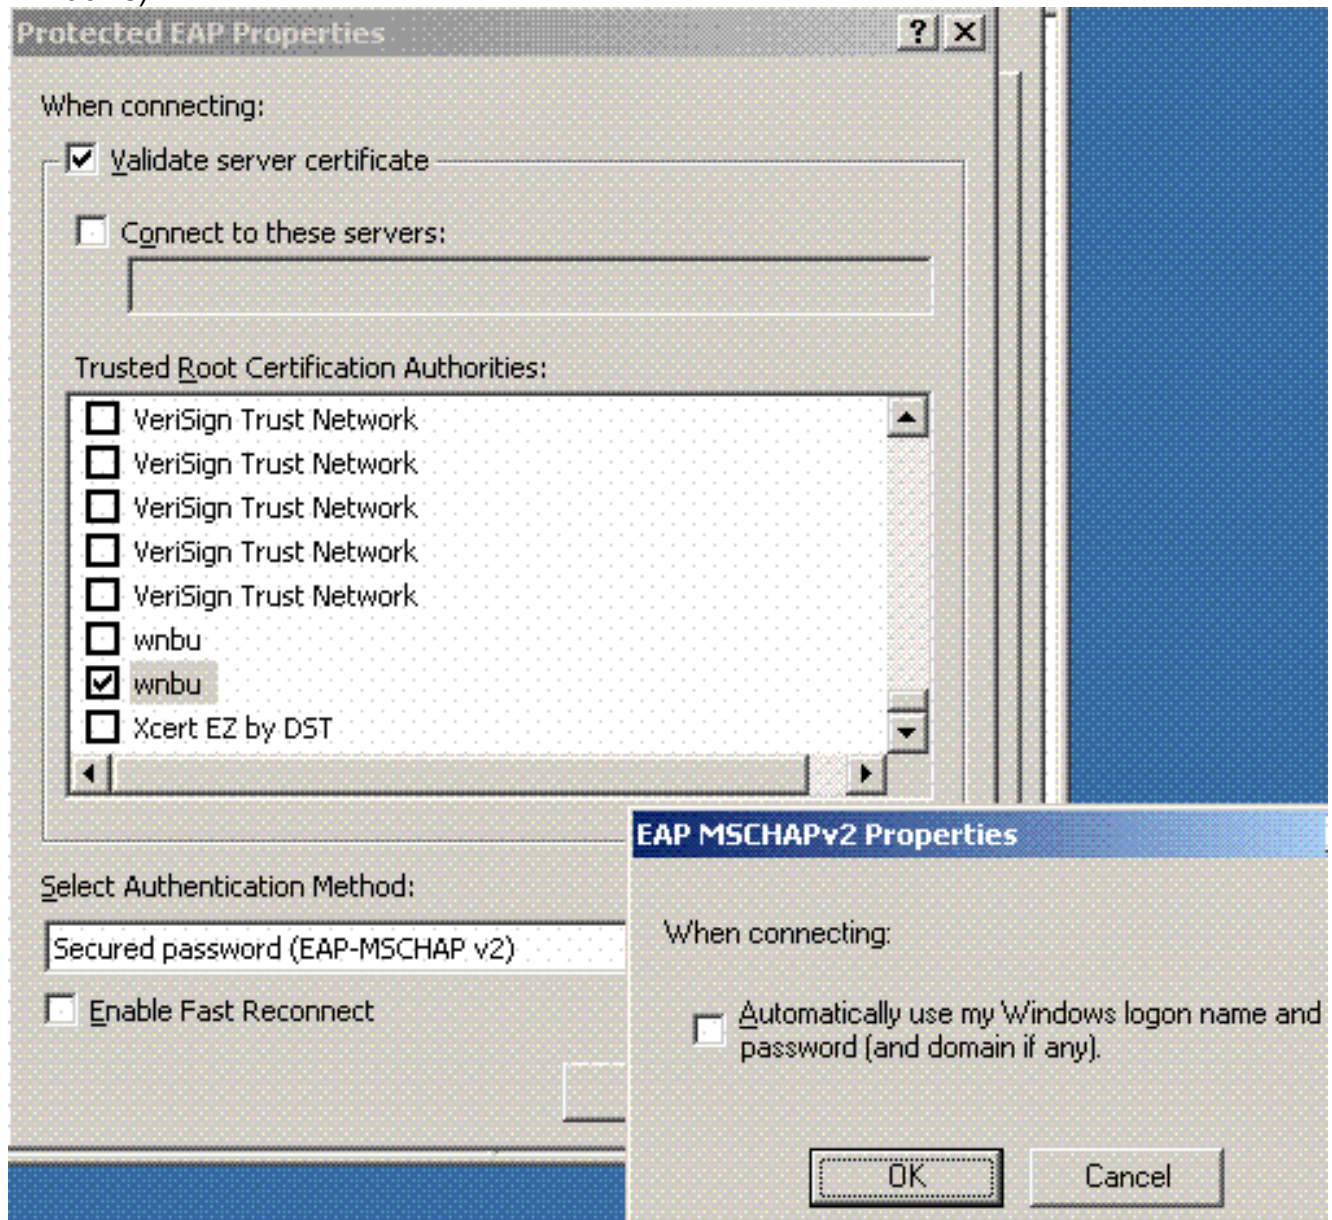 Protected EAP Properties
When connecting:
Validate server certificate
Connect to these servers:
Trusted Root Certification Authorities:
VeriSign Trust Network
VeriSign Trust Network
VeriSign Trust Network
VeriSign Trust Network
VeriSign Trust Network
wnbu
wnbu
Xcert EZ by DST
Select Authentication Method:
Secured password (EAP-MSCHAP v2)
Enable Fast Reconnect
EAP MSCHAPv2 Properties
When connecting:
Automatically use my Windows logon name and
password (and domain if any).
OK
Cancel